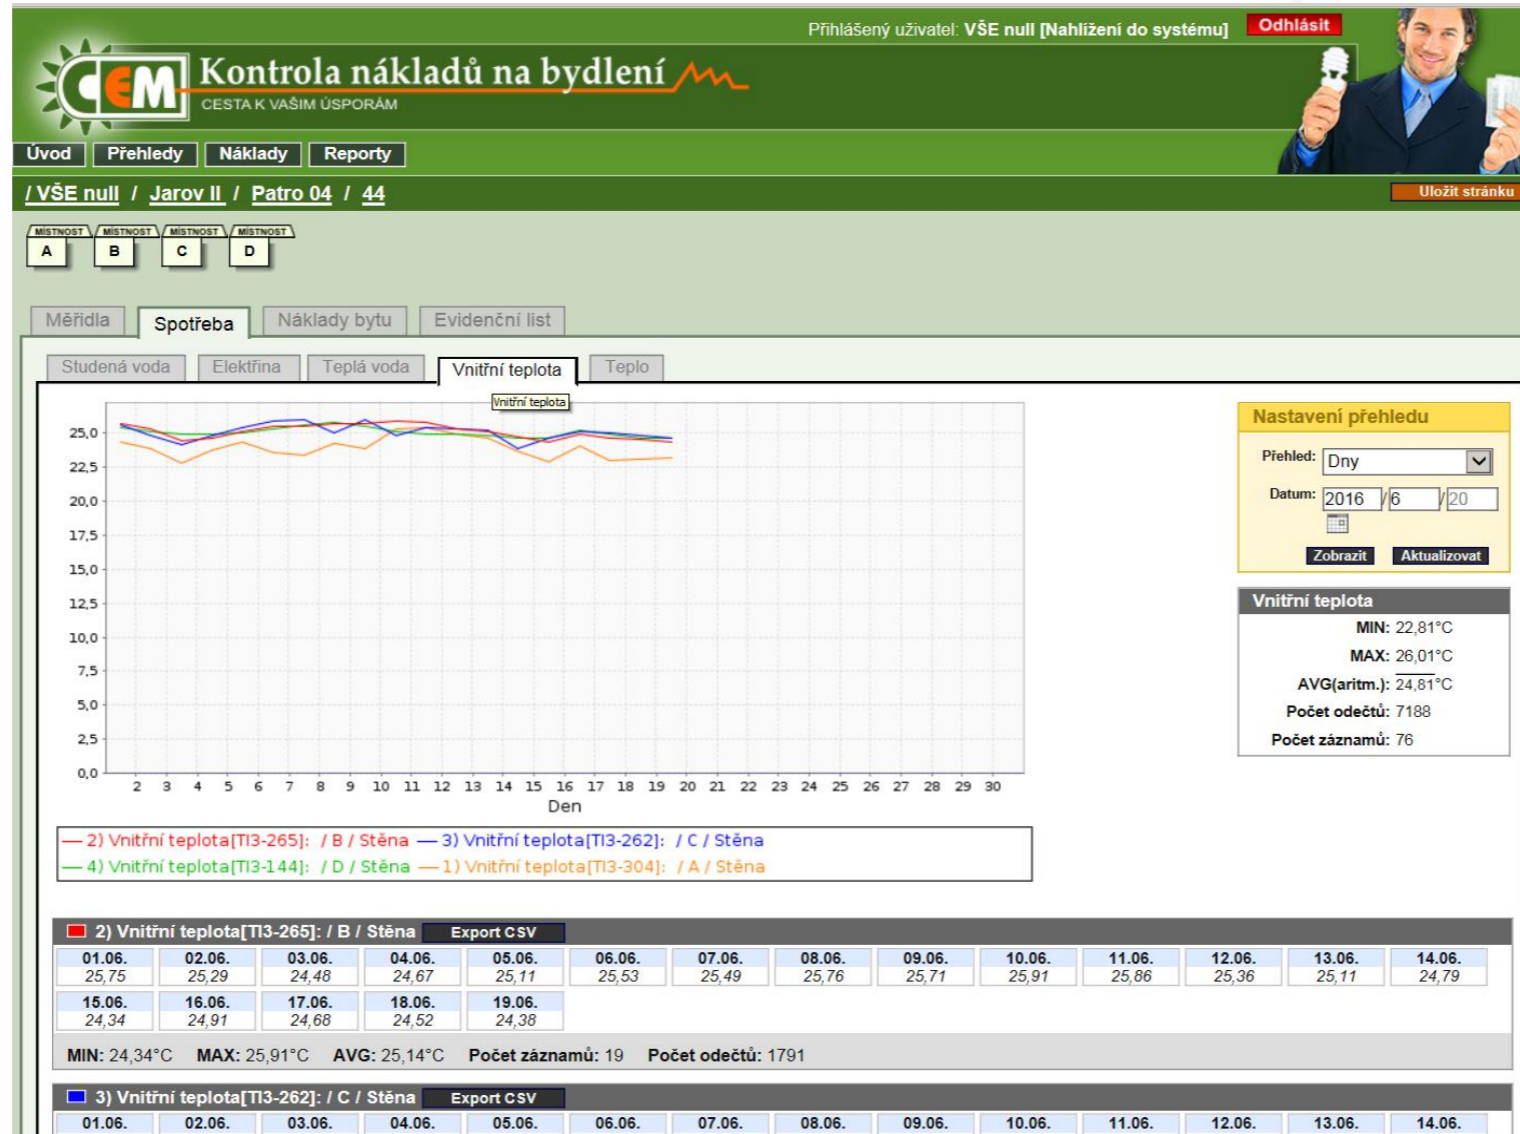 Přihlášený uživatel: VŠE null [Nahlížení do systému] Odhlásit
CEM Kontrola nákladů na bydlení
CESTA K VAŠIM ÚSPORÁM
Úvod Přehledy Náklady Reporty
/ VŠE null / Jarov II / Patro 04 / 44 Uložit stránku
MÍSTNOST MÍSTNOST MÍSTNOST MÍSTNOST
A B C D
Měřidla Spotřeba Náklady bytu Evidenční list
Studená voda Elektřina Teplá voda Vnitřní teplota Teplo
Vnitřní teplota
25,0
22,5
20,0
17,5
15,0
12,5
10,0
7,5
5,0
2,5
0,0
2 3 4 5 6 7 8 9 10 11 12 13 14 15 16 17 18 19 20 21 22 23 24 25 26 27 28 29 30
Den
2) Vnitřní teplota[TI3-265]: / B / Stěna 3) Vnitřní teplota[TI3-262]: / C / Stěna
4) Vnitřní teplota[TI3-144]: / D / Stěna 1) Vnitřní teplota[TI3-304]: / A / Stěna
Nastavení přehledu
Přehled: Dny
Datum: 2016 / 6 / 20
Zobrazit Aktualizovat
Vnitřní teplota
MIN: 22,81°C
MAX: 26,01°C
AVG(aritm.): 24,81°C
Počet odečtů: 7188
Počet záznamů: 76
2) Vnitřní teplota[TI3-265]: / B / Stěna Export CSV
01.06. 02.06. 03.06. 04.06. 05.06. 06.06. 07.06. 08.06. 09.06. 10.06. 11.06. 12.06. 13.06. 14.06.
25,75 25,29 24,48 24,67 25,11 25,53 25,49 25,76 25,71 25,91 25,86 25,36 25,11 24,79
15.06. 16.06. 17.06. 18.06. 19.06.
24,34 24,91 24,68 24,52 24,38
MIN: 24,34°C MAX: 25,91°C AVG: 25,14°C Počet záznamů: 19 Počet odečtů: 1791
3) Vnitřní teplota[TI3-262]: / C / Stěna Export CSV
01.06. 02.06. 03.06. 04.06. 05.06. 06.06. 07.06. 08.06. 09.06. 10.06. 11.06. 12.06. 13.06. 14.06.